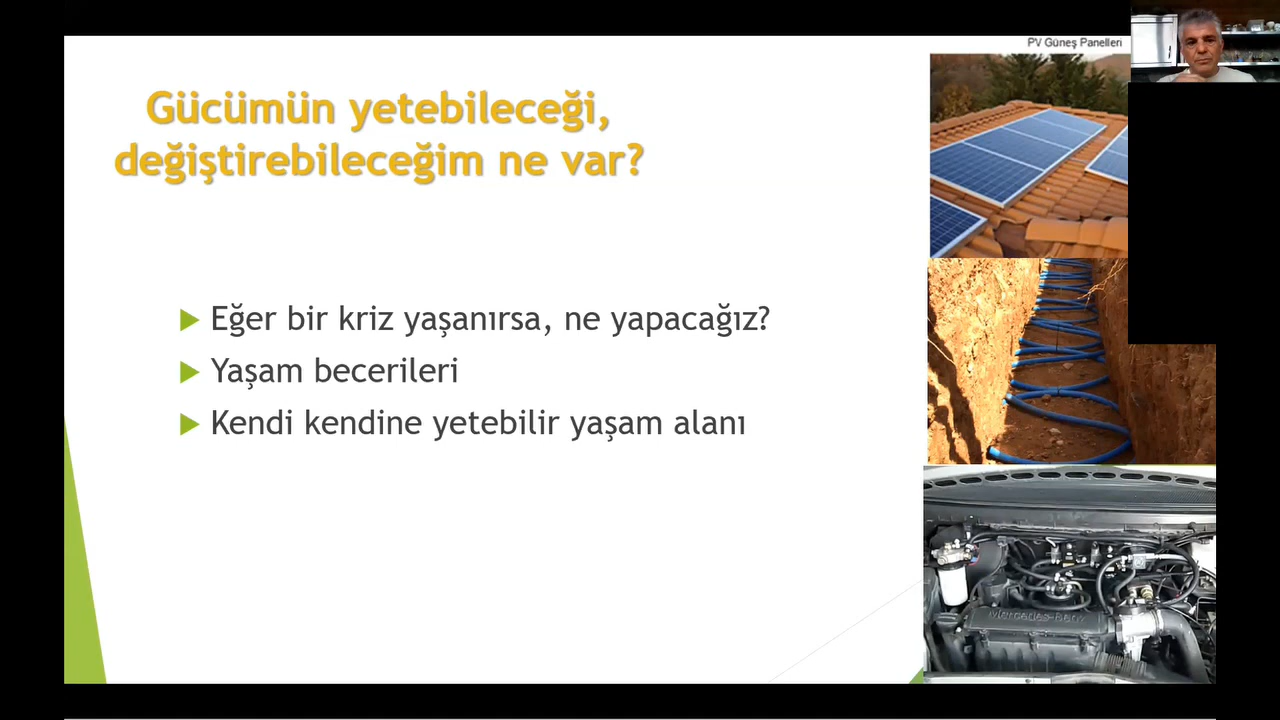 PV Güneş Panelleri
Gücümün yetebileceği,
değiştirebileceğim ne var?
Eğer bir kriz yaşanırsa, ne yapacağız?
Yaşam becerileri
Kendi kendine yetebilir yaşam alanı
Mercedes-Benz